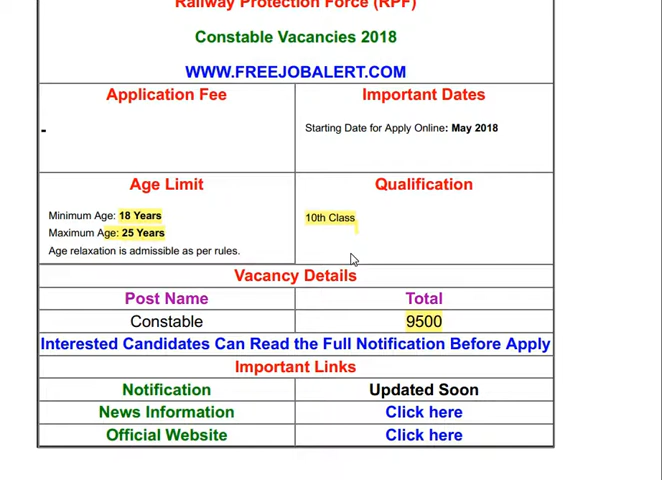 Railway Protection Force (RPF)
Constable Vacancies 2018
WWW.FREEJOBALERT.COM
Application Fee
Important Dates
-
Starting Date for Apply Online: May 2018
Age Limit
Qualification
Minimum Age: 18 Years
Maximum Age: 25 Years
Age relaxation is admissible as per rules.
10th Class
Vacancy Details
Post Name
Total
Constable
9500
Interested Candidates Can Read the Full Notification Before Apply
Important Links
Notification
Updated Soon
News Information
Click here
Official Website
Click here